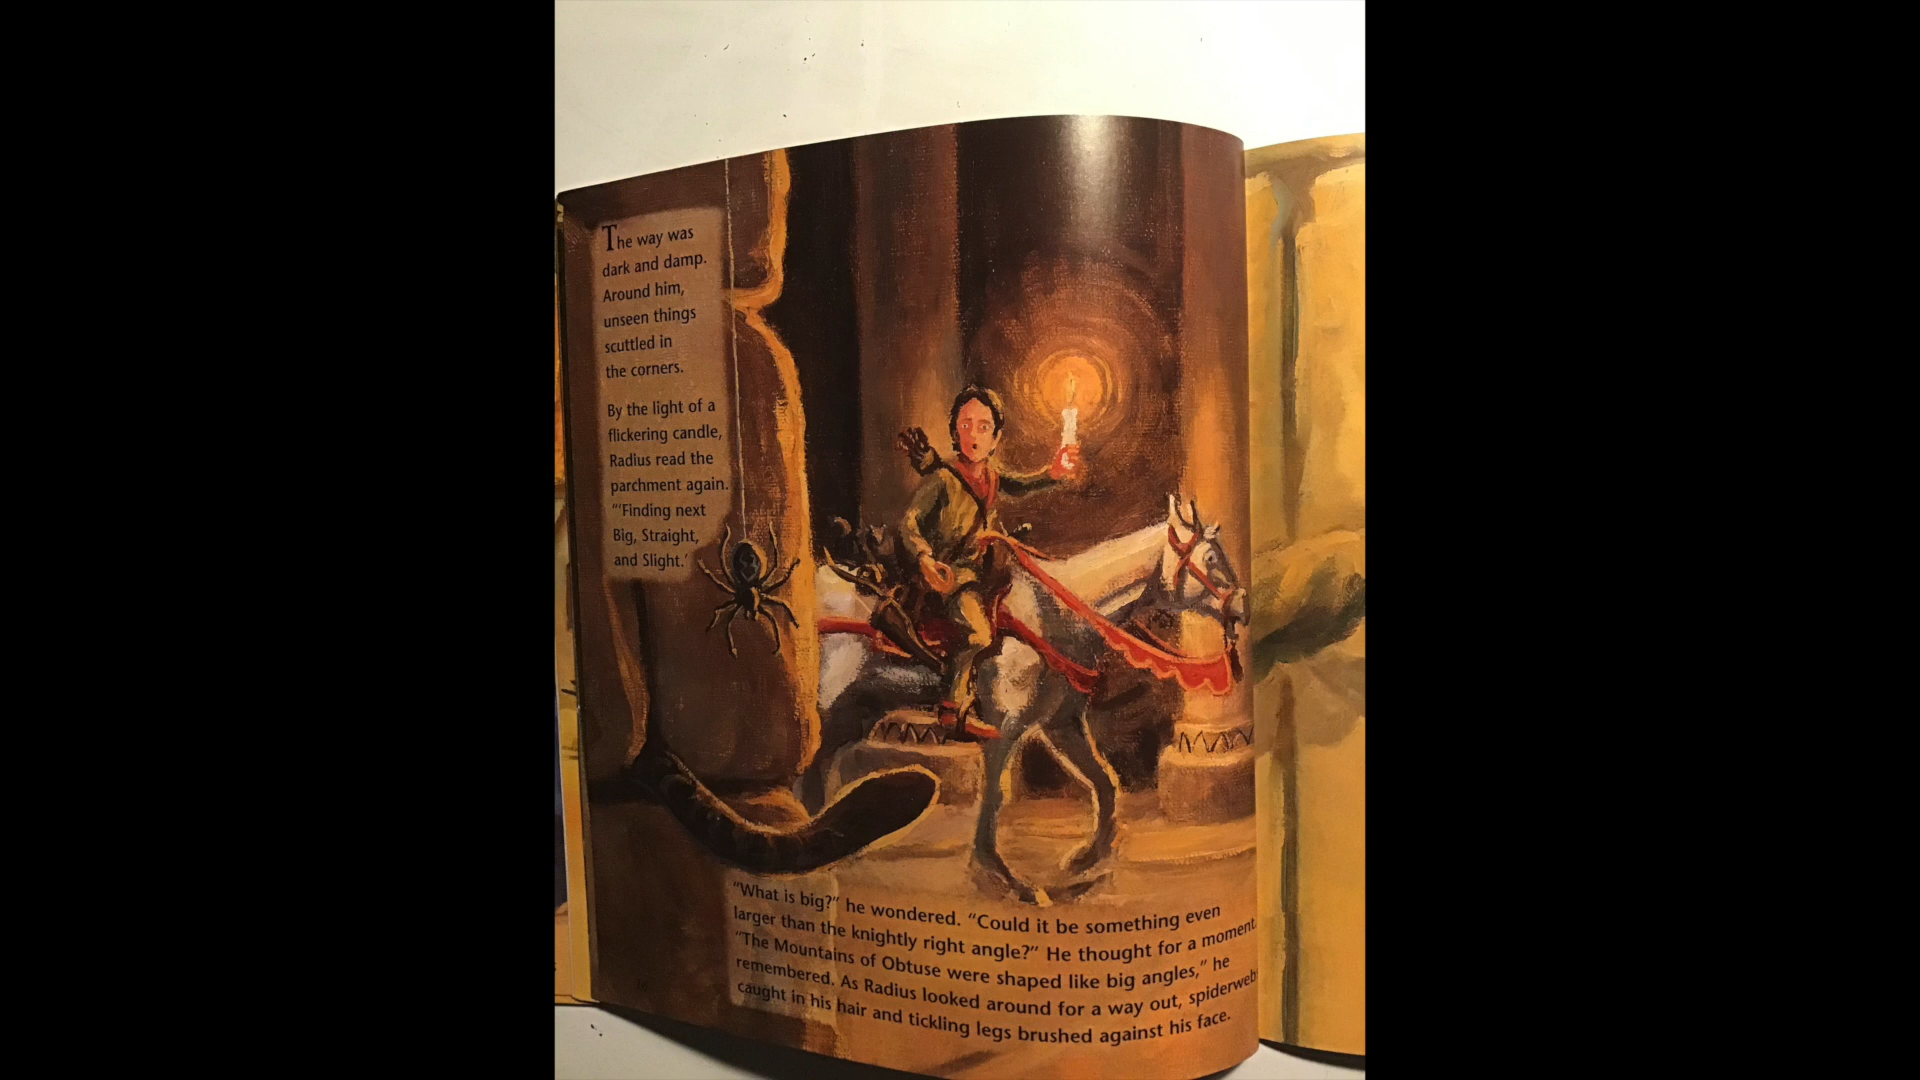 The way was
dark and damp.
Around him,
unseen things
scuttled in
the corners.
By the light of a
flickering candle,
Radius read the
parchment again.
"'Finding next
Big, Straight,
and Slight.'
"What is big?" he wondered. "Could it be something even
larger than the knightly right angle?" He thought for a moment.
"The Mountains of Obtuse were shaped like big angles," he
remembered. As Radius looked around for a way out, spiderweb
caught in his hair and tickling legs brushed against his face.